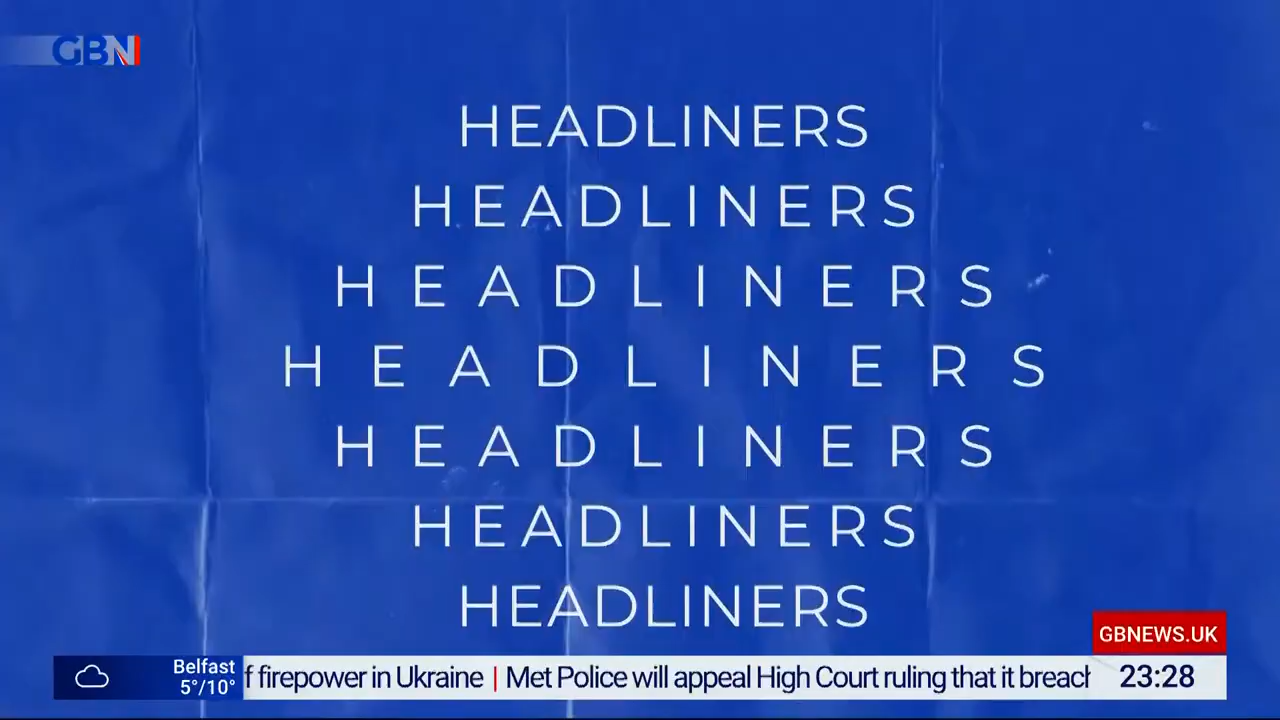 GBN
HEADLINERS
HEADLINERS
HEADLINERS
HEADLINERS
HEADLINERS
HEADLINERS
HEADLINERS
GBNEWS.UK
Belfast
5°/10°
f firepower in Ukraine | Met Police will appeal High Court ruling that it breach
23:28